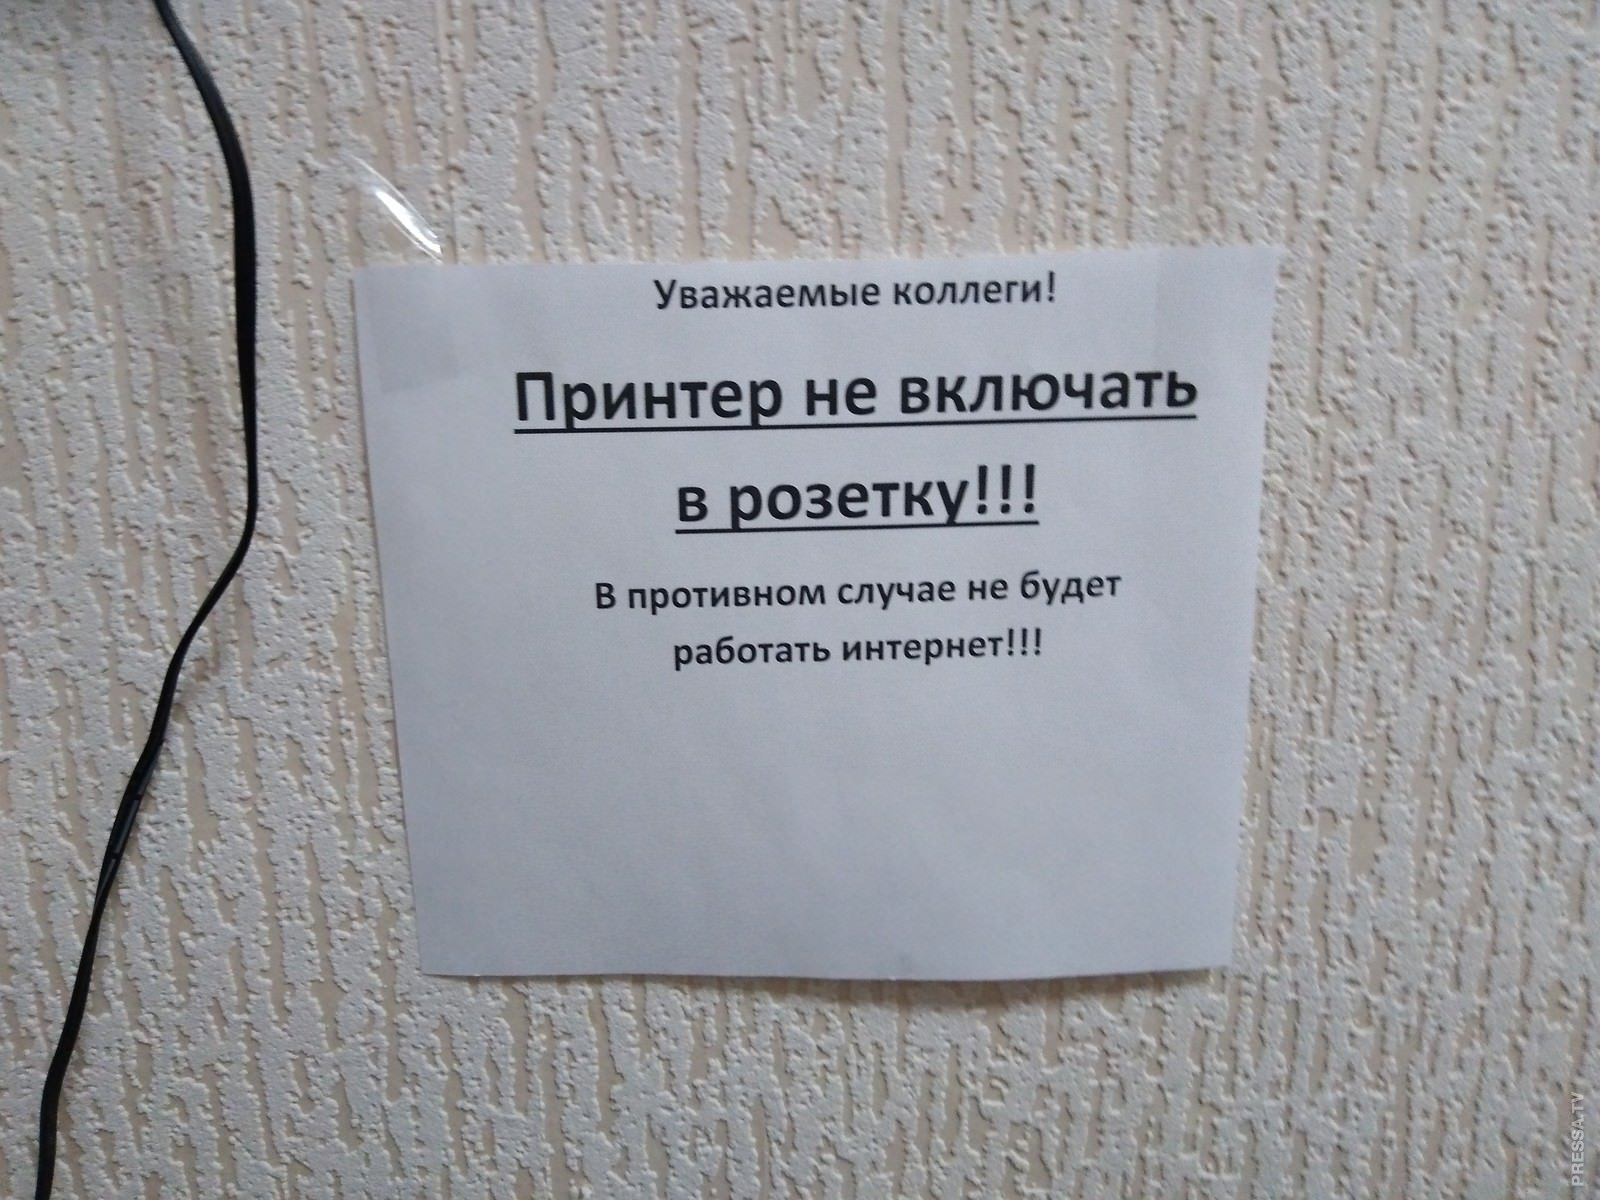 Уважаемые коллеги!
Принтер не включать
в розетку!!!
В противном случае не будет
работать интернет!!!
PRESSA.TV